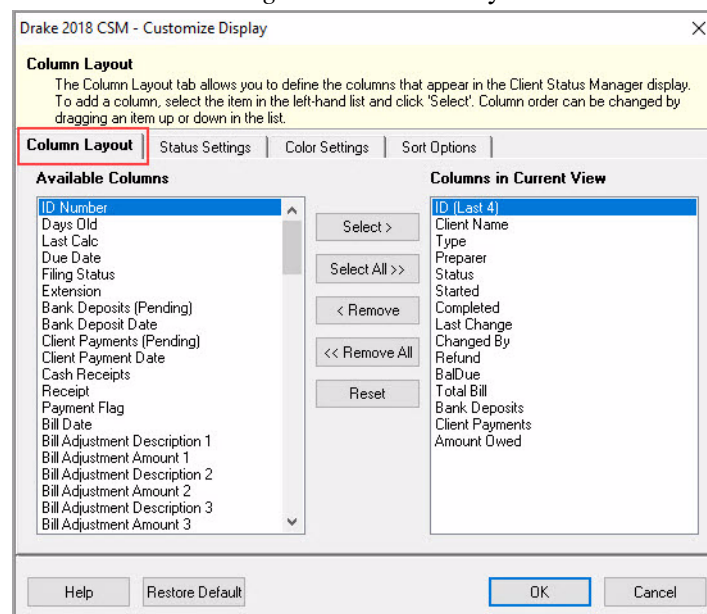 Drake 2018 CSM - Customize Display
Column Layout
The Column Layout tab allows you to define the columns that appear in the Client Status Manager display.
To add a column, select the item in the left-hand list and click 'Select'. Column order can be changed by
dragging an item up or down in the list.
Column Layout Status Settings Color Settings Sort Options
Available Columns
ID Number
Days Old
Last Calc
Due Date
Filing Status
Extension
Bank Deposits (Pending)
Bank Deposit Date
Client Payments (Pending)
Client Payment Date
Cash Receipts
Receipt
Payment Flag
Bill Date
Bill Adjustment Description 1
Bill Adjustment Amount 1
Bill Adjustment Description 2
Bill Adjustment Amount 2
Bill Adjustment Description 3
Bill Adjustment Amount 3
Select >
Select All >>
< Remove
<< Remove All
Reset
Columns in Current View
ID (Last 4)
Client Name
Type
Preparer
Status
Started
Completed
Last Change
Changed By
Refund
BalDue
Total Bill
Bank Deposits
Client Payments
Amount Owed
Help Restore Default OK Cancel